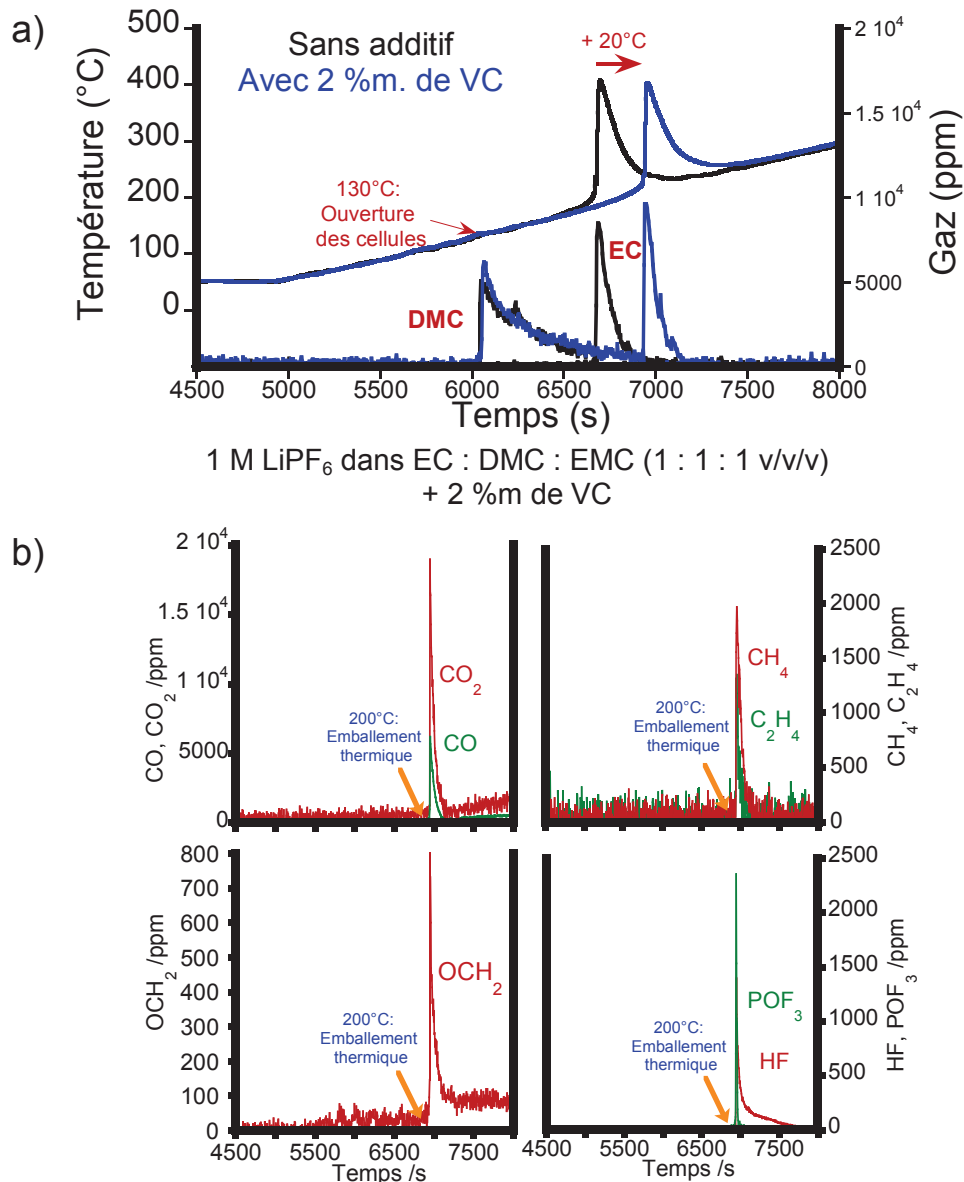 a)
500
400
300
200
100
0
Température (°C)
Sans additif
Avec 2 %m. de VC
+ 20°C
130°C:
Ouverture
des cellules
DMC
EC
2 10⁴
1.5 10⁴
1 10⁴
5000
0
Gaz (ppm)
4500 5000 5500 6000 6500 7000 7500 8000
Temps (s)
1 M LiPF₆ dans EC : DMC : EMC (1 : 1 : 1 v/v/v)
+ 2 %m de VC
b)
2 10⁴
1.5 10⁴
1 10⁴
5000
0
CO, CO₂ /ppm
CO₂
CO
200°C:
Emballement
thermique
2500
2000
1500
1000
500
0
CH₄, C₂H₄ /ppm
CH₄
C₂H₄
200°C:
Emballement
thermique
800
700
600
500
400
300
200
100
0
OCH₂ /ppm
OCH₂
200°C:
Emballement
thermique
4500 5500 6500 7500
Temps /s
2500
2000
1500
1000
500
0
HF, POF₃ /ppm
POF₃
HF
200°C:
Emballement
thermique
4500 5500 6500 7500
Temps /s